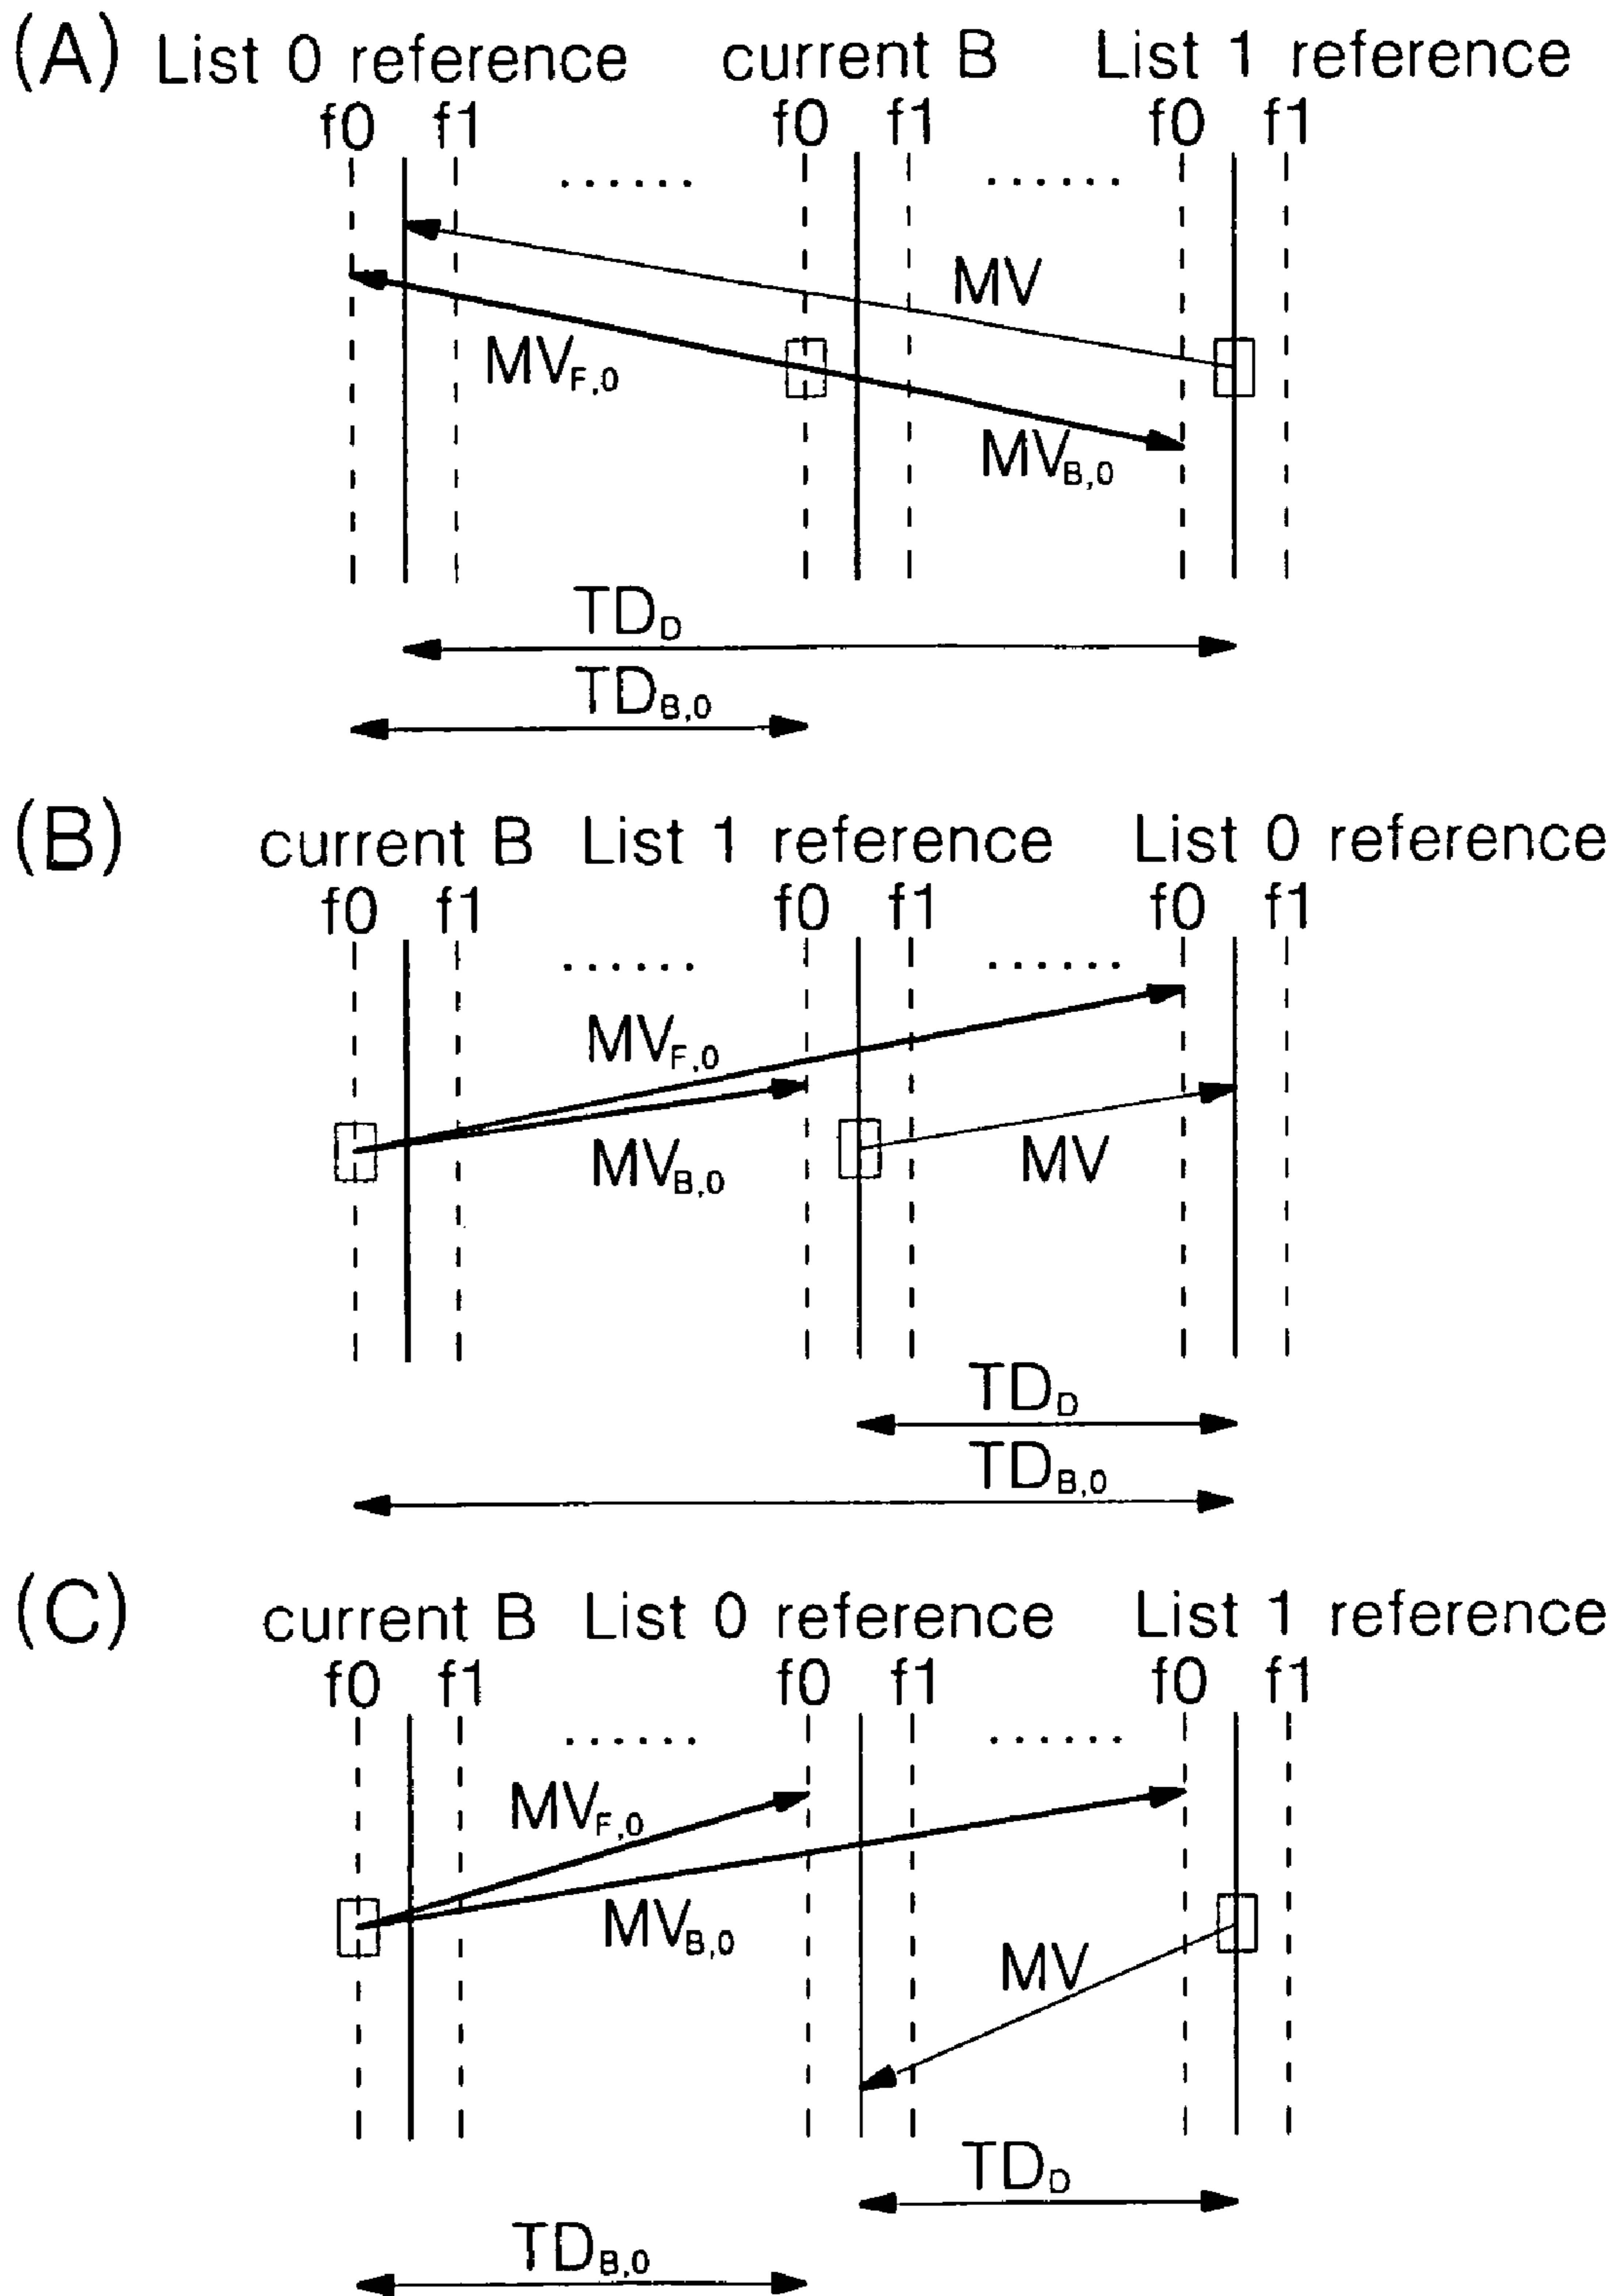 (A) List 0 reference current B List 1 reference
f0 f1 f0 f1 f0 f1
...... ......
MV
MVF,0
MVB,0
TDD
TDB,0
(B) current B List 1 reference List 0 reference
f0 f1 f0 f1 f0 f1
...... ......
MVF,0
MVB,0 MV
TDD
TDB,0
(C) current B List 0 reference List 1 reference
f0 f1 f0 f1 f0 f1
...... ......
MVF,0
MVB,0
MV
TDD
TDB,0